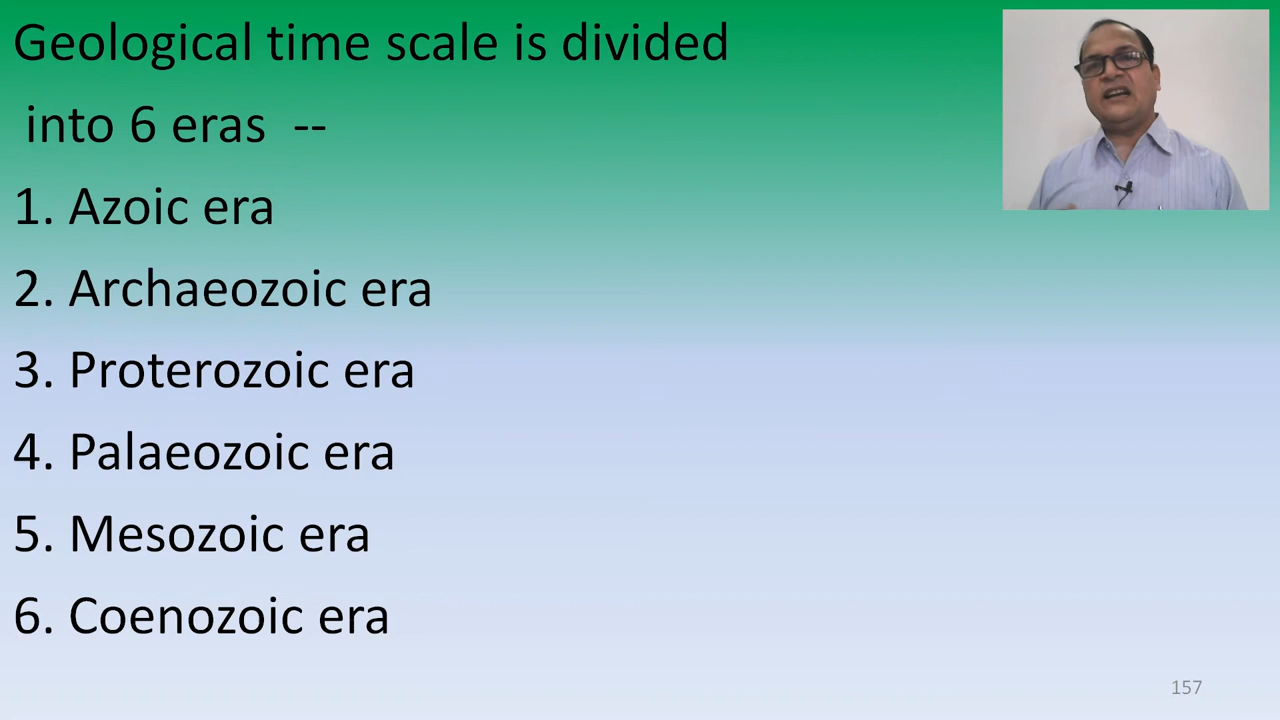 Geological time scale is divided
into 6 eras --
1. Azoic era
2. Archaeozoic era
3. Proterozoic era
4. Palaeozoic era
5. Mesozoic era
6. Coenozoic era
157